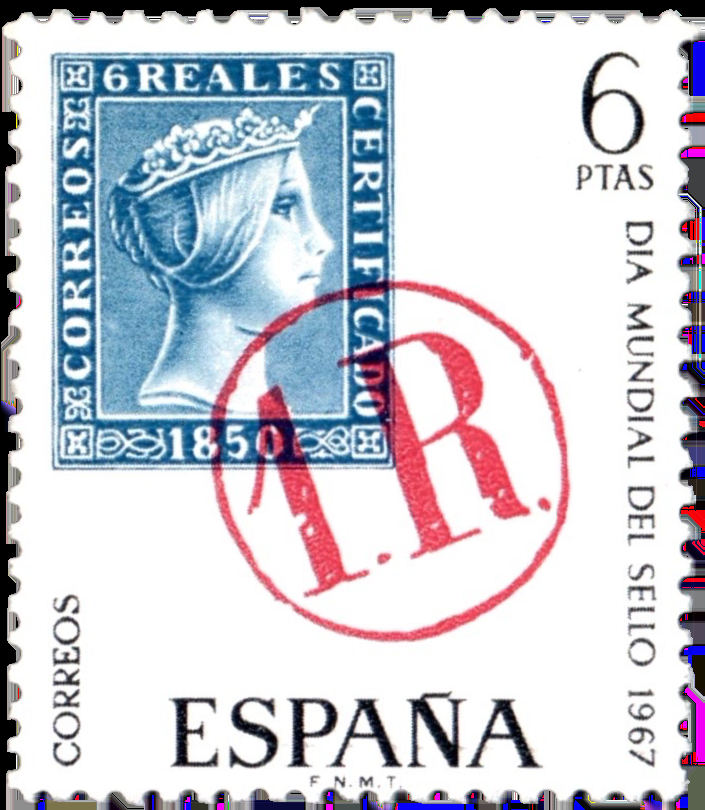 6 REALES
CORREOS
CERTIFICADO
1850
6
PTAS
DIA MUNDIAL DEL SELLO 1967
1.R.
CORREOS
ESPAÑA
F.N.M.T.